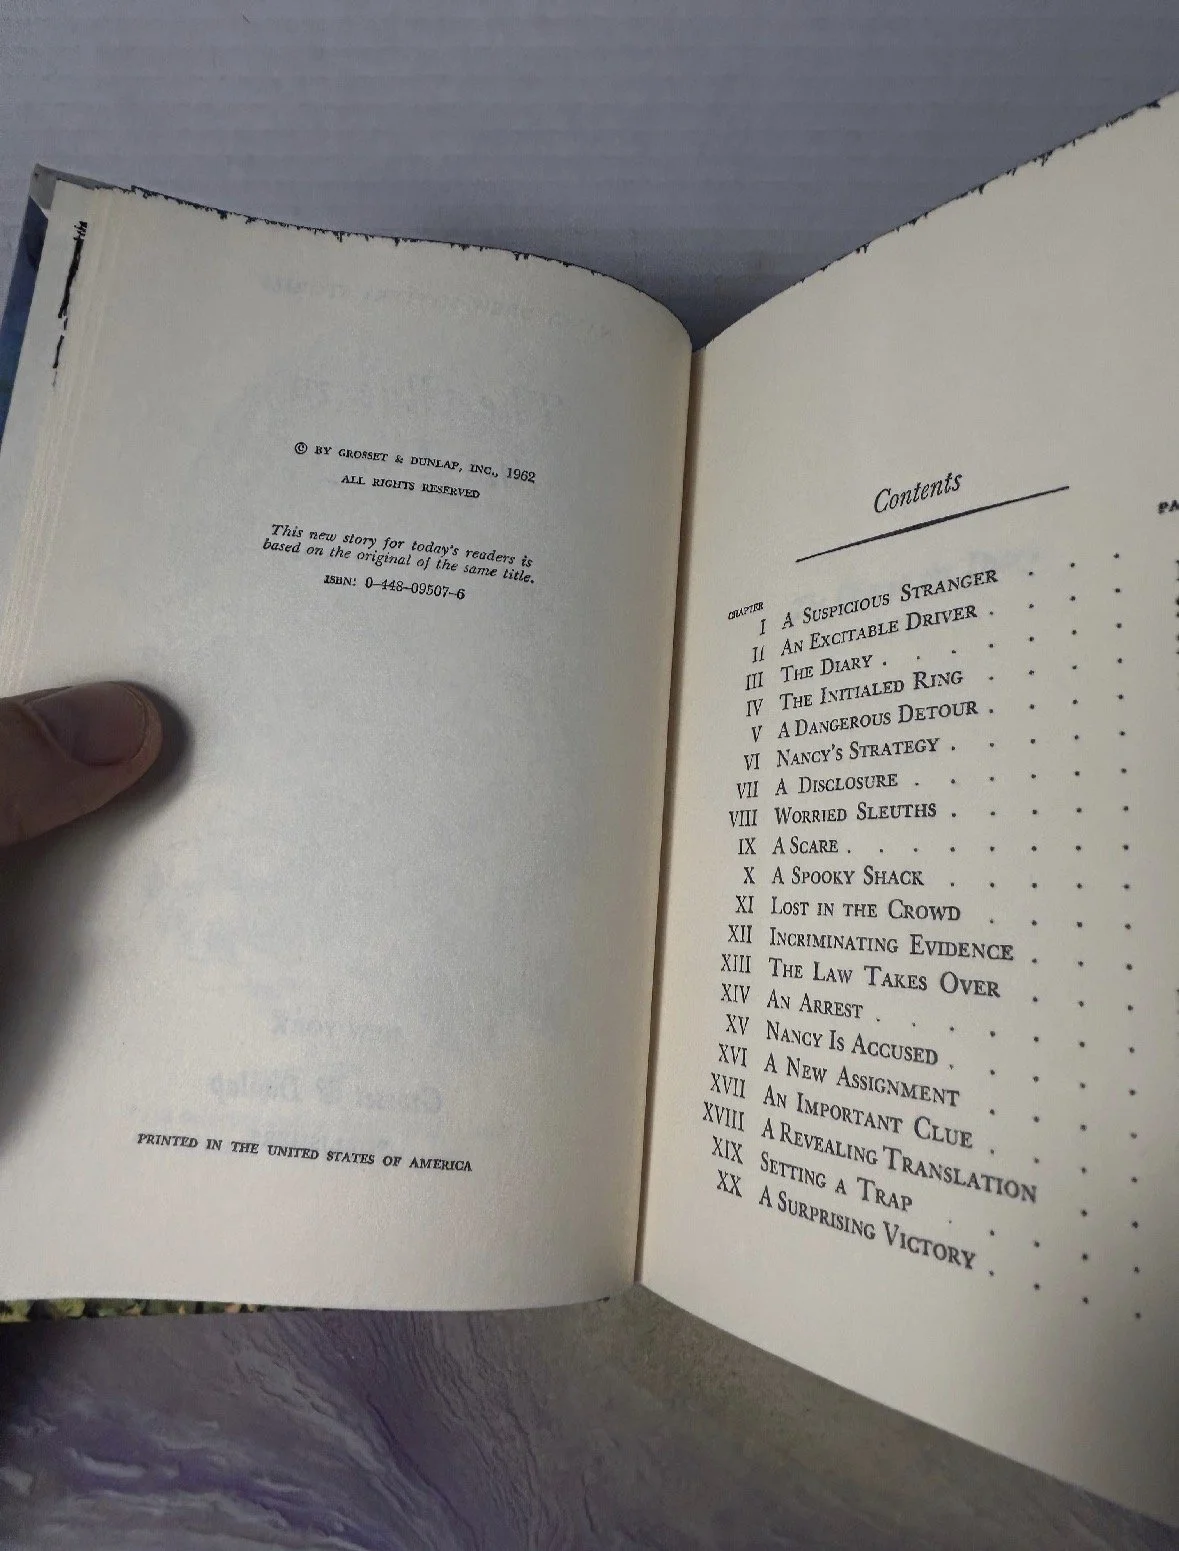 © BY GROSSET & DUNLAP, INC., 1962
ALL RIGHTS RESERVED
This new story for today's readers is
based on the original of the same title.
ISBN: 0-448-09507-6
PRINTED IN THE UNITED STATES OF AMERICA
Contents
CHAPTER
I A SUSPICIOUS STRANGER
II AN EXCITABLE DRIVER
III THE DIARY
IV THE INITIALED RING
V A DANGEROUS DETOUR
VI NANCY'S STRATEGY
VII A DISCLOSURE
VIII WORRIED SLEUTHS
IX A SCARE
X A SPOOKY SHACK
XI LOST IN THE CROWD
XII INCRIMINATING EVIDENCE
XIII THE LAW TAKES OVER
XIV AN ARREST
XV NANCY IS ACCUSED
XVI A NEW ASSIGNMENT
XVII AN IMPORTANT CLUE
XVIII A REVEALING TRANSLATION
XIX SETTING A TRAP
XX A SURPRISING VICTORY